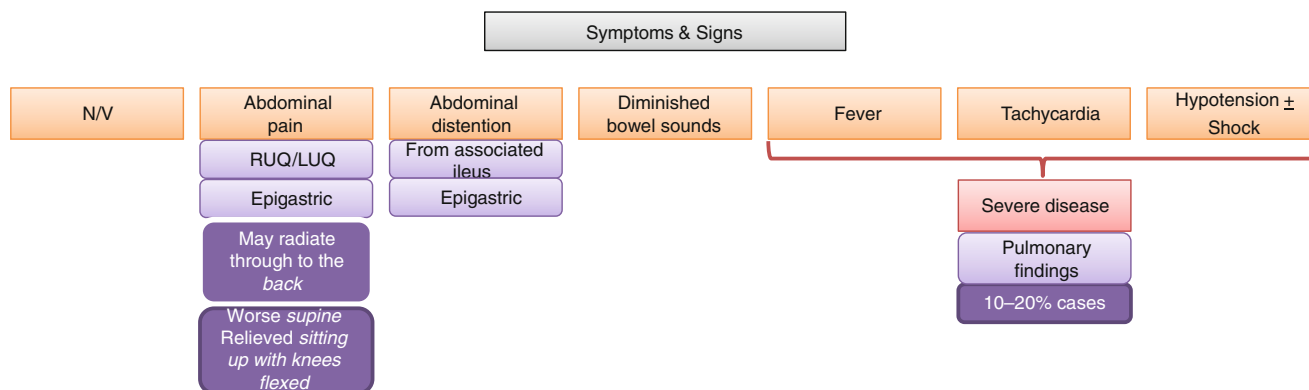 Symptoms & Signs
N/V
Abdominal
pain
RUQ/LUQ
Epigastric
May radiate
through to the
back
Worse supine
Relieved sitting
up with knees
flexed
Abdominal
distention
From associated
ileus
Epigastric
Diminished
bowel sounds
Fever
Tachycardia
Hypotension ±
Shock
Severe disease
Pulmonary
findings
10–20% cases